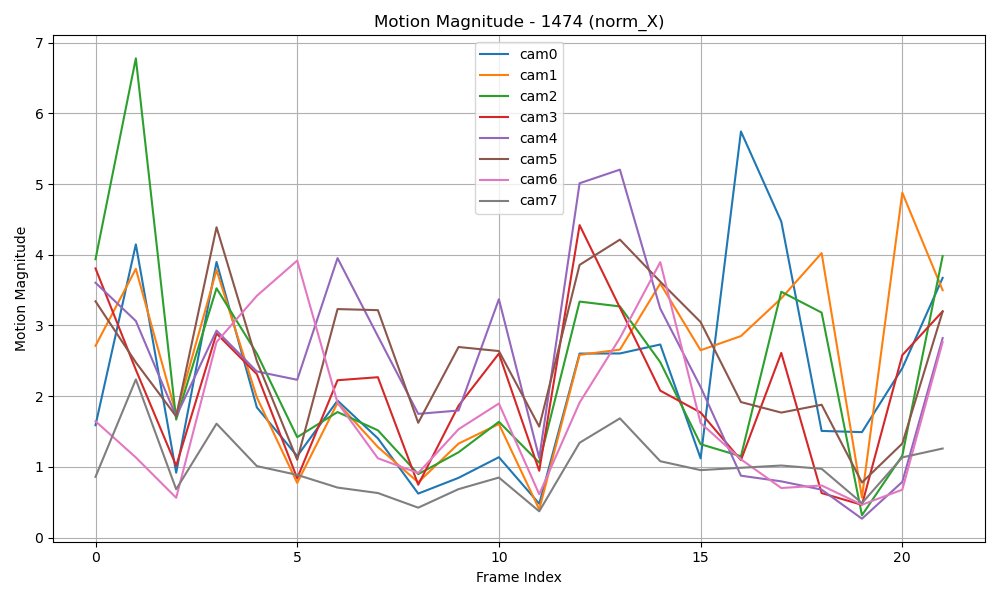 Motion Magnitude - 1474 (norm_X)
7
6
5
4
3
2
1
0
Motion Magnitude
cam0
cam1
cam2
cam3
cam4
cam5
cam6
cam7
0 5 10 15 20
Frame Index